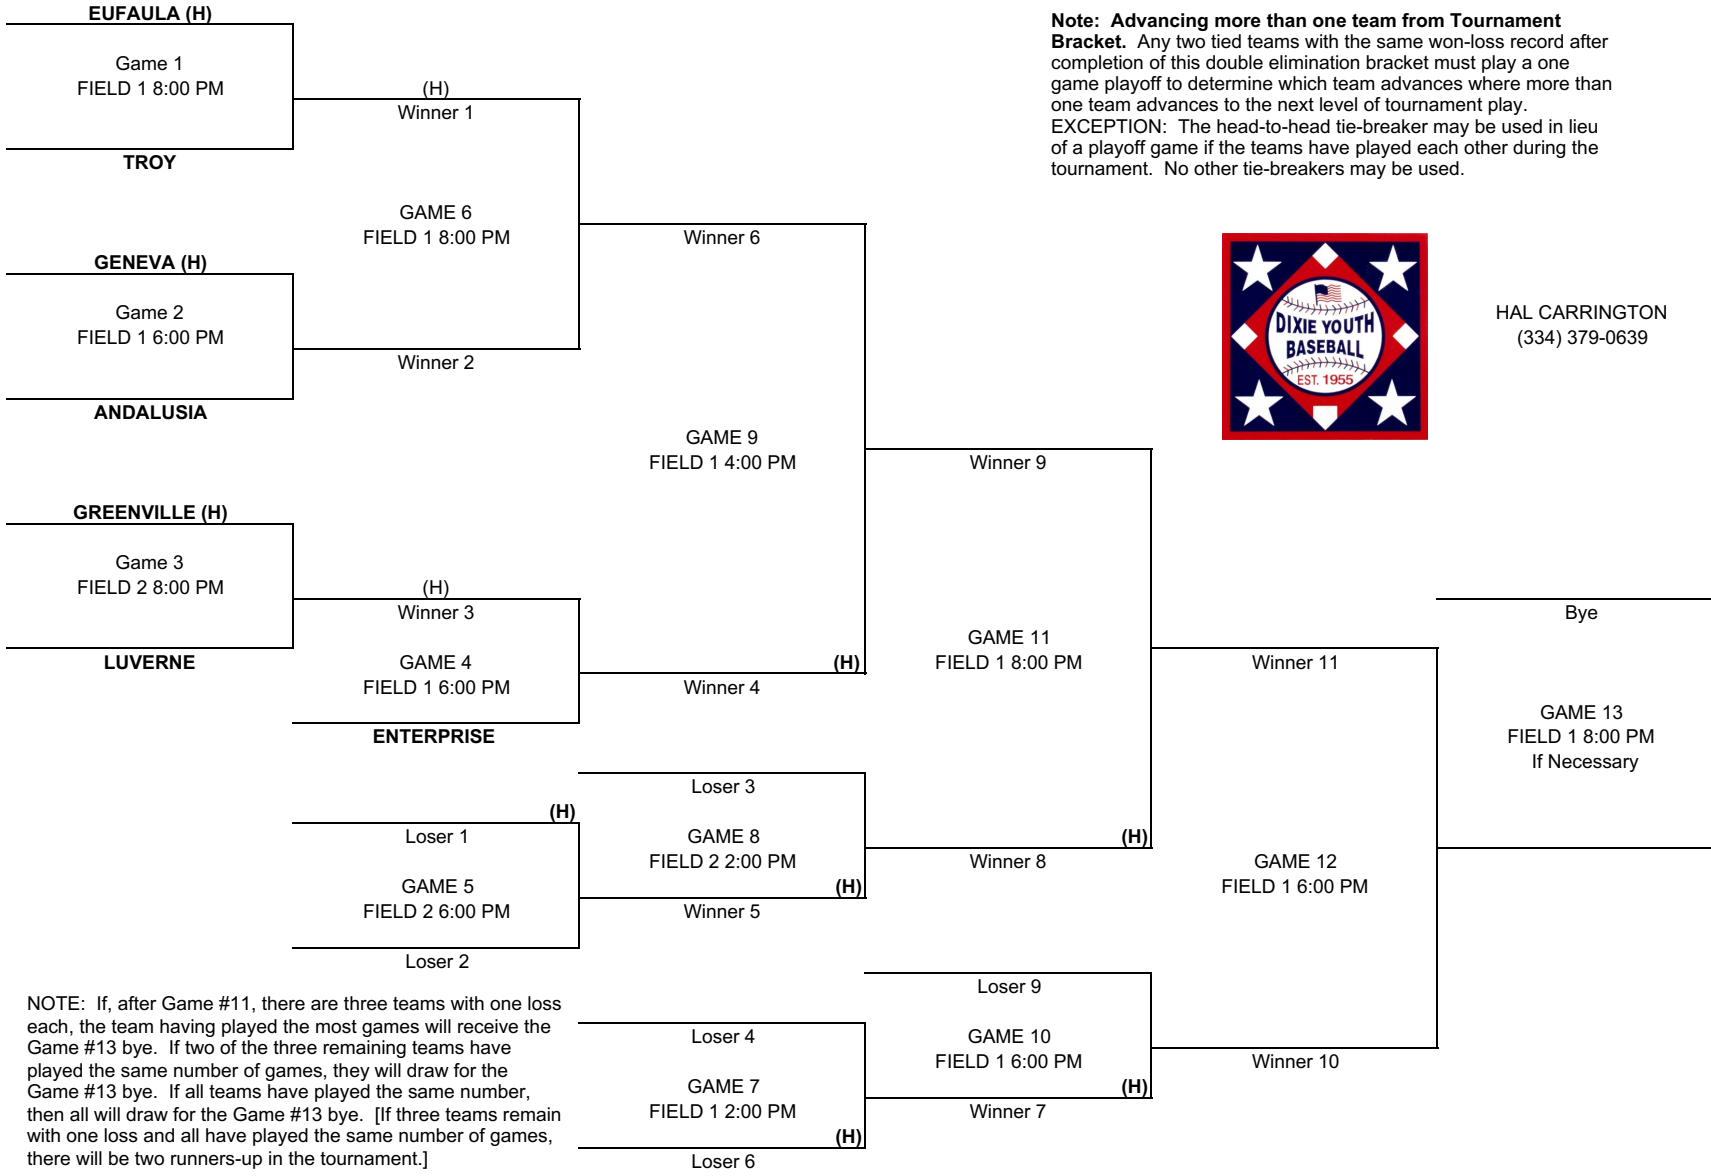 EUFAULA (H)
Game 1
FIELD 1 8:00 PM
TROY
GENEVA (H)
Game 2
FIELD 1 6:00 PM
ANDALUSIA
GREENVILLE (H)
Game 3
FIELD 2 8:00 PM
LUVERNE
(H)
Winner 1
GAME 6
FIELD 1 8:00 PM
Winner 2
(H)
Winner 3
GAME 4
FIELD 1 6:00 PM
ENTERPRISE
(H)
Loser 1
GAME 5
FIELD 2 6:00 PM
Loser 2
Winner 6
GAME 9
FIELD 1 4:00 PM
(H)
Winner 4
Loser 3
GAME 8
FIELD 2 2:00 PM
(H)
Winner 5
Loser 4
GAME 7
FIELD 1 2:00 PM
(H)
Loser 6
Winner 9
GAME 11
FIELD 1 8:00 PM
(H)
Winner 8
Loser 9
GAME 10
FIELD 1 6:00 PM
(H)
Winner 7
Winner 11
GAME 12
FIELD 1 6:00 PM
Winner 10
Bye
GAME 13
FIELD 1 8:00 PM
If Necessary
Note: Advancing more than one team from Tournament
Bracket. Any two tied teams with the same won-loss record after
completion of this double elimination bracket must play a one
game playoff to determine which team advances where more than
one team advances to the next level of tournament play.
EXCEPTION: The head-to-head tie-breaker may be used in lieu
of a playoff game if the teams have played each other during the
tournament. No other tie-breakers may be used.
DIXIE YOUTH
BASEBALL
EST. 1955
HAL CARRINGTON
(334) 379-0639
NOTE: If, after Game #11, there are three teams with one loss
each, the team having played the most games will receive the
Game #13 bye. If two of the three remaining teams have
played the same number of games, they will draw for the
Game #13 bye. If all teams have played the same number,
then all will draw for the Game #13 bye. [If three teams remain
with one loss and all have played the same number of games,
there will be two runners-up in the tournament.]